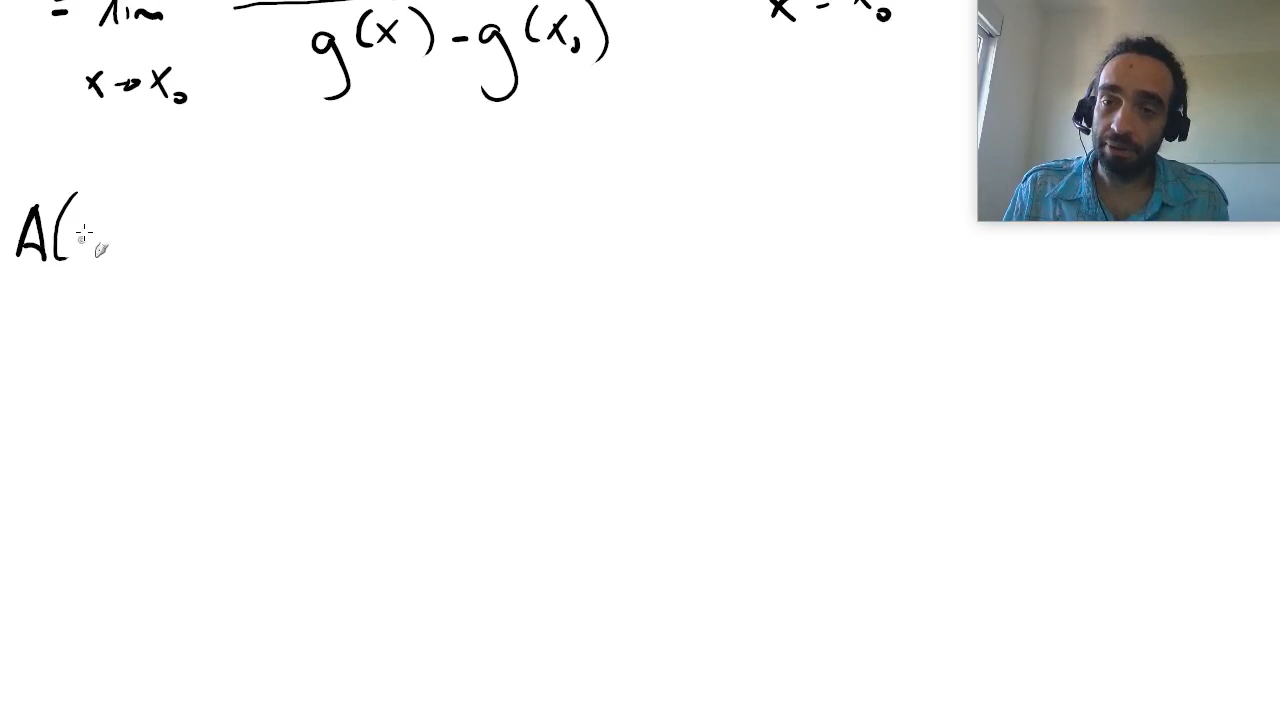 = lim g(x) - g(x₀) x = x₀
x → x₀
A(